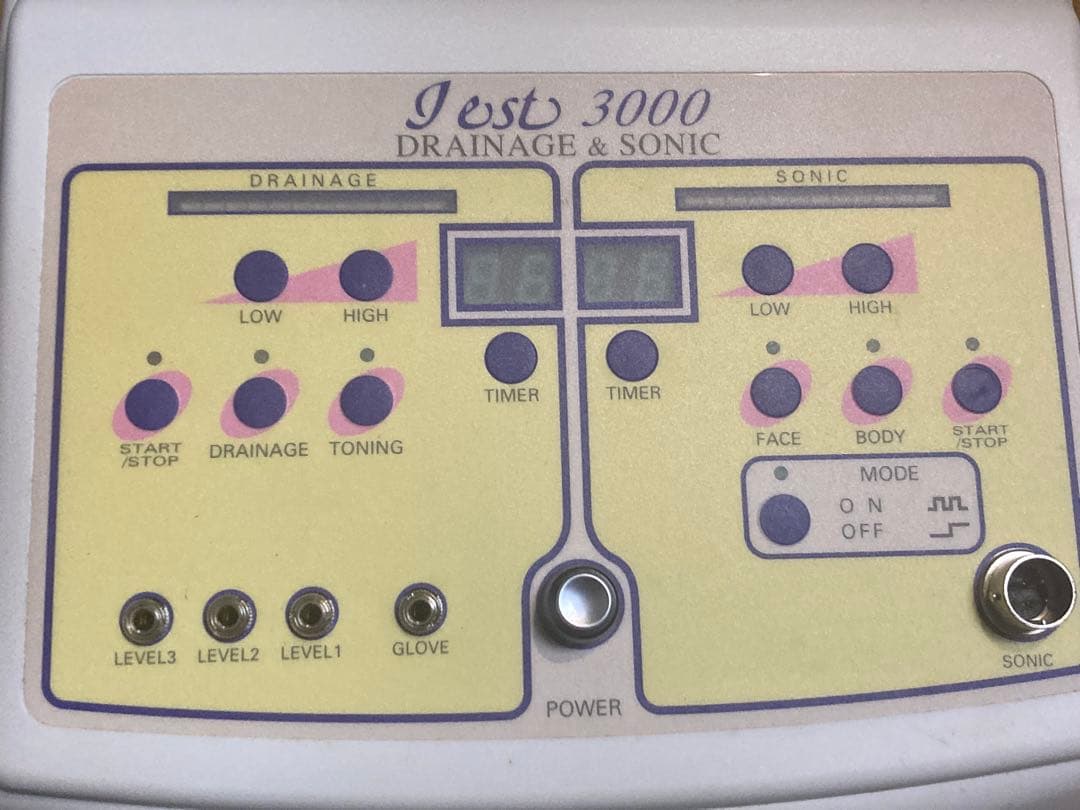 Jest 3000
DRAINAGE & SONIC
DRAINAGE
LOW HIGH
TIMER
START
/STOP
DRAINAGE
TONING
LEVEL3 LEVEL2 LEVEL1 GLOVE
POWER
SONIC
LOW HIGH
TIMER
FACE
BODY
START
/STOP
MODE
ON
OFF
SONIC